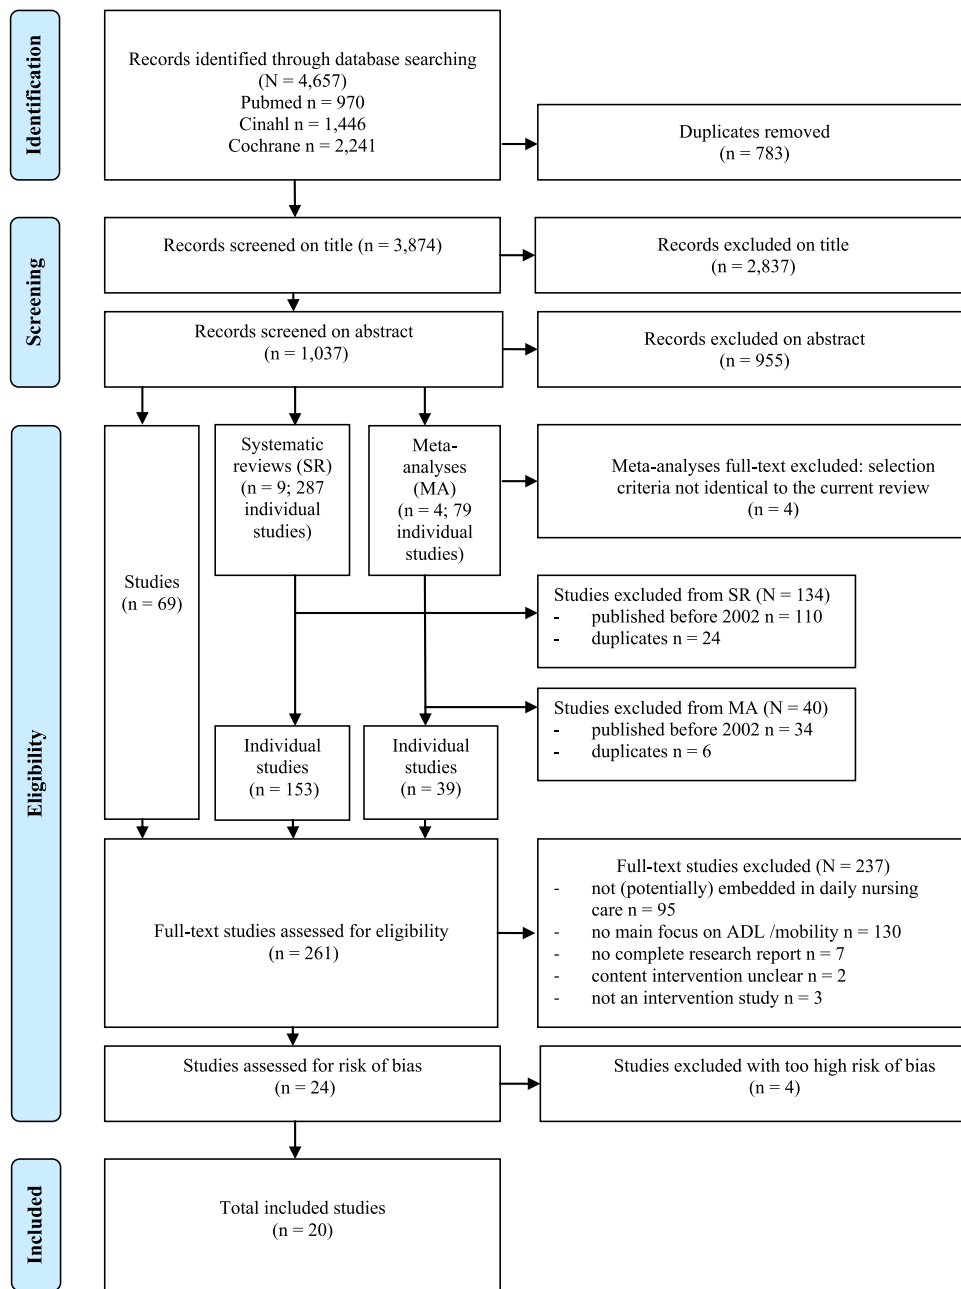 Identification
Records identified through database searching
(N = 4,657)
Pubmed n = 970
Cinahl n = 1,446
Cochrane n = 2,241
Duplicates removed
(n = 783)
Screening
Records screened on title (n = 3,874)
Records excluded on title
(n = 2,837)
Records screened on abstract
(n = 1,037)
Records excluded on abstract
(n = 955)
Eligibility
Studies
(n = 69)
Systematic
reviews (SR)
(n = 9; 287
individual
studies)
Meta-
analyses
(MA)
(n = 4; 79
individual
studies)
Meta-analyses full-text excluded: selection
criteria not identical to the current review
(n = 4)
Studies excluded from SR (N = 134)
- published before 2002 n = 110
- duplicates n = 24
Studies excluded from MA (N = 40)
- published before 2002 n = 34
- duplicates n = 6
Individual
studies
(n = 153)
Individual
studies
(n = 39)
Full-text studies assessed for eligibility
(n = 261)
Full-text studies excluded (N = 237)
- not (potentially) embedded in daily nursing
care n = 95
- no main focus on ADL /mobility n = 130
- no complete research report n = 7
- content intervention unclear n = 2
- not an intervention study n = 3
Studies assessed for risk of bias
(n = 24)
Studies excluded with too high risk of bias
(n = 4)
Included
Total included studies
(n = 20)